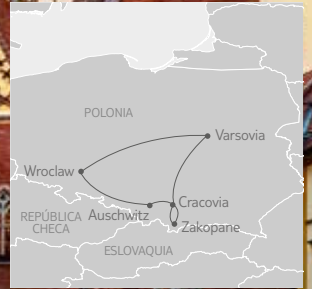 POLONIA
Varsovia
Wroclaw
Cracovia
Auschwitz
Zakopane
REPÚBLICA
CHECA
ESLOVAQUIA